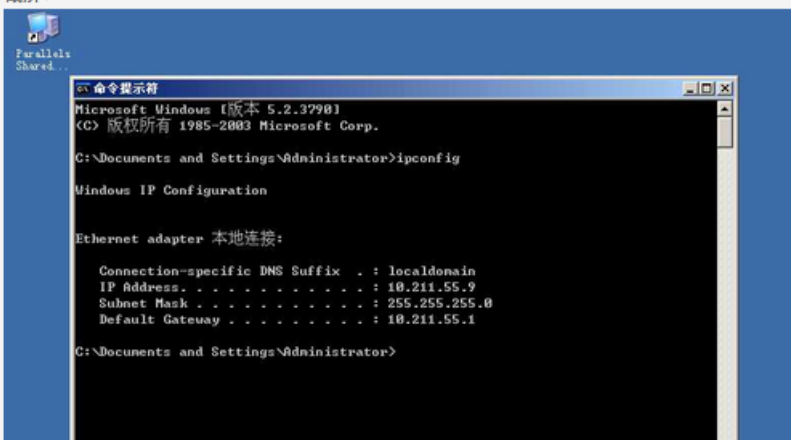 Parallels
Shared...
命令提示符
Microsoft Windows [版本 5.2.3790]
(C) 版权所有 1985-2003 Microsoft Corp.
C:\Documents and Settings\Administrator>ipconfig
Windows IP Configuration
Ethernet adapter 本地连接:
Connection-specific DNS Suffix . : localdomain
IP Address. . . . . . . . . . . . : 10.211.55.9
Subnet Mask . . . . . . . . . . . : 255.255.255.0
Default Gateway . . . . . . . . . : 10.211.55.1
C:\Documents and Settings\Administrator>